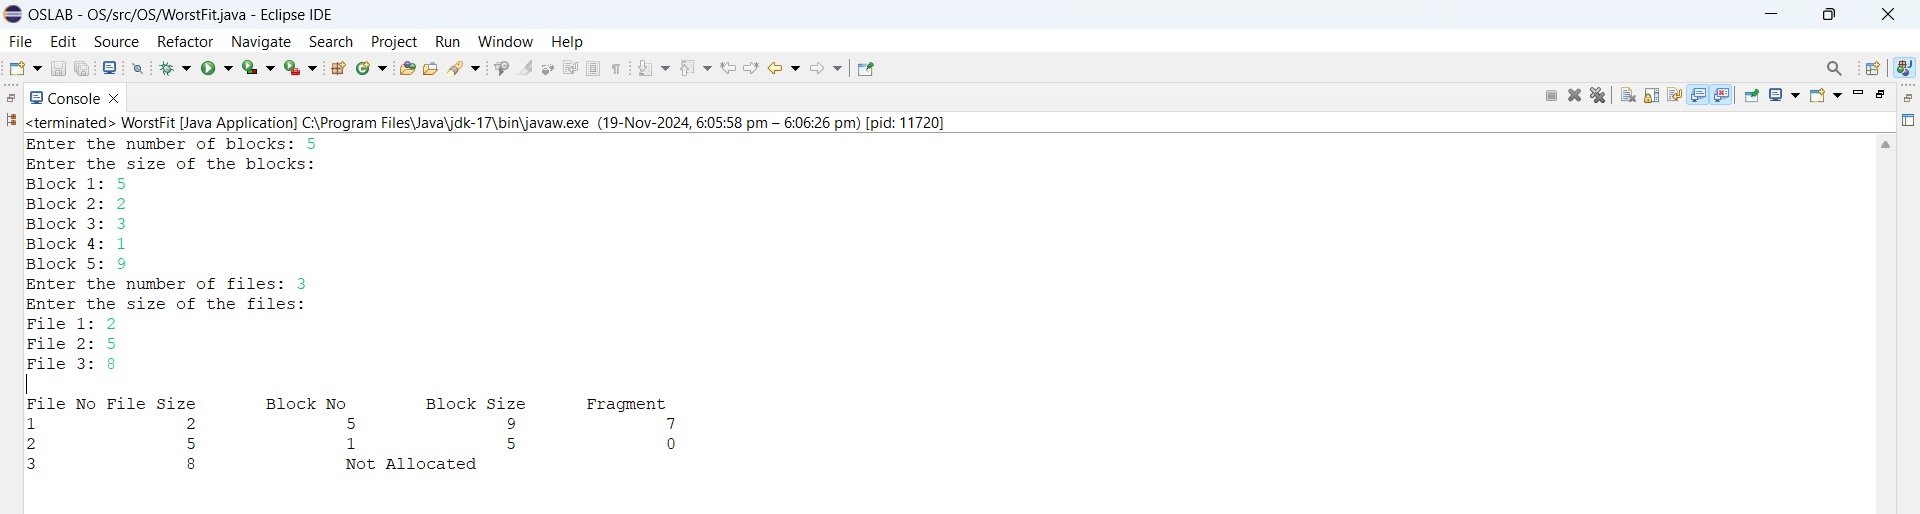 OSLAB - OS/src/OS/WorstFit.java - Eclipse IDE
File Edit Source Refactor Navigate Search Project Run Window Help
Console
<terminated> WorstFit [Java Application] C:\Program Files\Java\jdk-17\bin\javaw.exe (19-Nov-2024, 6:05:58 pm – 6:06:26 pm) [pid: 11720]
Enter the number of blocks: 5
Enter the size of the blocks:
Block 1: 5
Block 2: 2
Block 3: 3
Block 4: 1
Block 5: 9
Enter the number of files: 3
Enter the size of the files:
File 1: 2
File 2: 5
File 3: 8
File No File Size Block No Block Size Fragment
1 2 5 9 7
2 5 1 5 0
3 8 Not Allocated